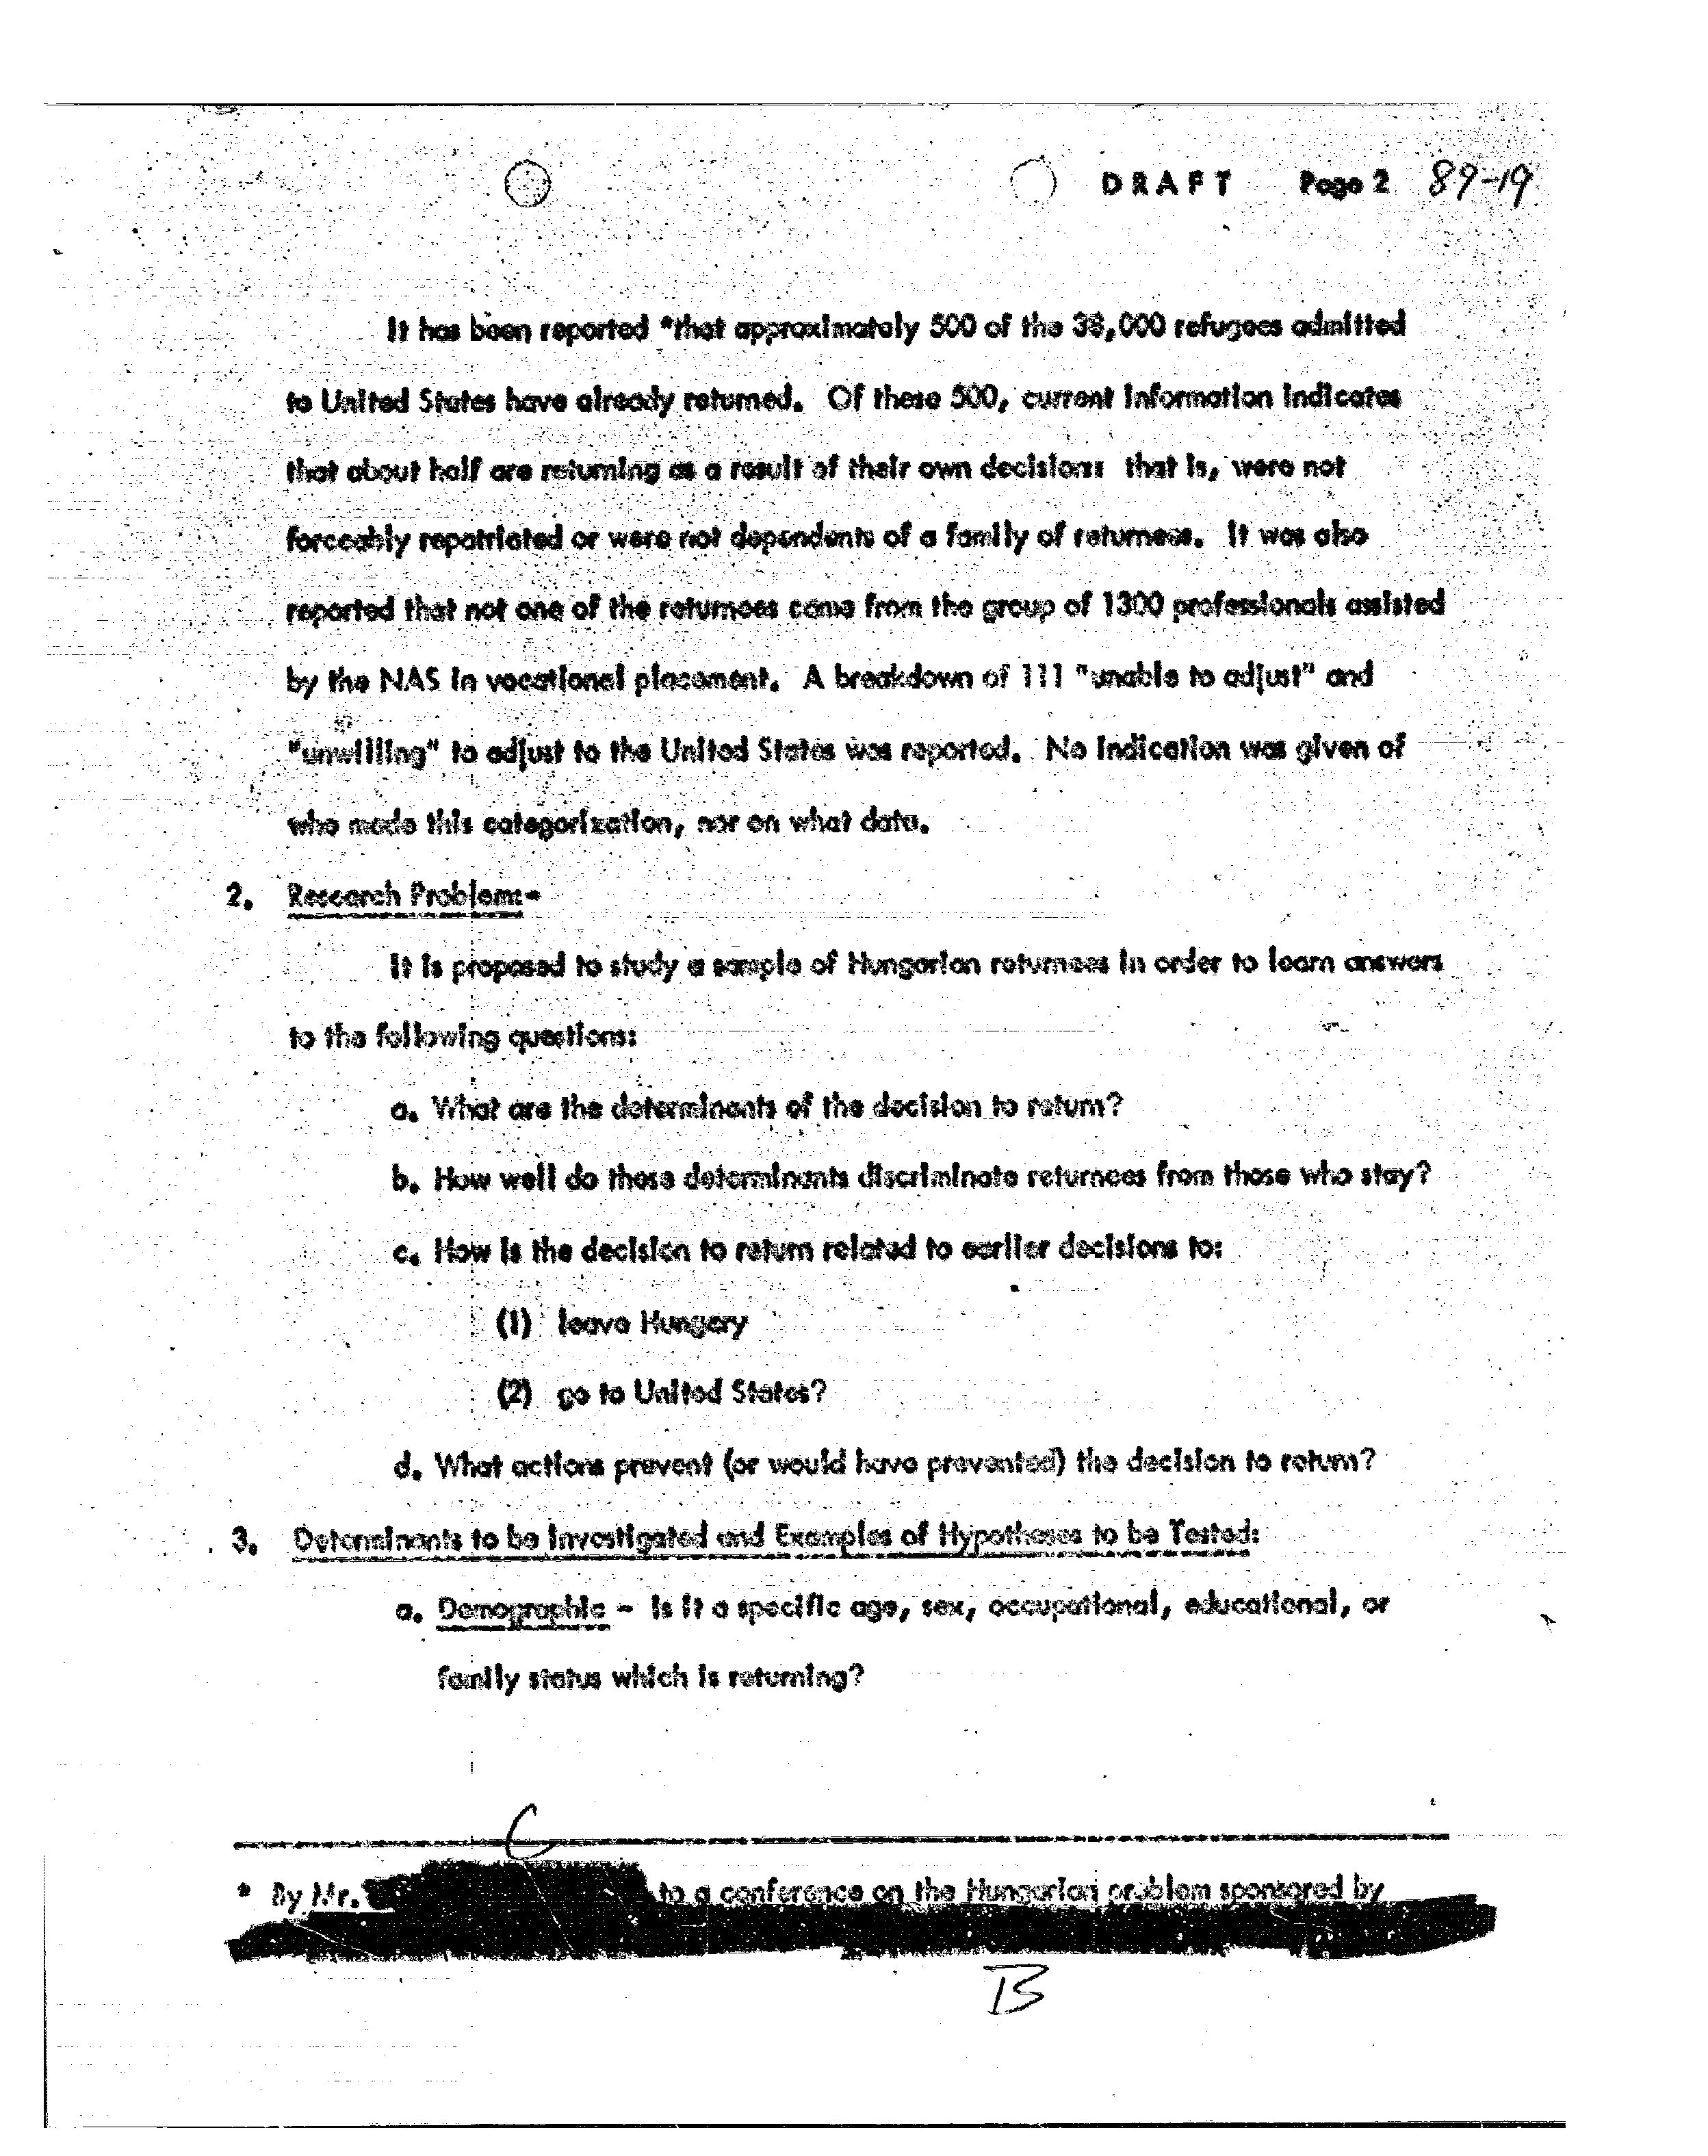 DRAFT Page 2 89-19
It has been reported *that approximately 500 of the 38,000 refugees admitted
to United States have already returned. Of these 500, current information indicates
that about half are returning as a result of their own decisions that is, were not
forceably repatriated or were not dependents of a family of returnees. It was also
reported that not one of the returnees came from the group of 1300 professionals assisted
by the NAS in vocational placement. A breakdown of 111 "unable to adjust" and
"unwilling" to adjust to the United States was reported. No indication was given of
who made this categorization, nor on what data.
2. Research Problem:-
It is proposed to study a sample of Hungarian returnees in order to learn answers
to the following questions:
a. What are the determinants of the decision to return?
b. How well do these determinants discriminate returnees from those who stay?
c. How is the decision to return related to earlier decisions to:
(1) leave Hungary
(2) go to United States?
d. What actions prevent (or would have prevented) the decision to return?
3. Determinants to be Investigated and Examples of Hypotheses to be Tested:
a. Demographic - Is it a specific age, sex, occupational, educational, or
family status which is returning?
C
* By Mr. to a conference on the Hungarian problem sponsored by
B